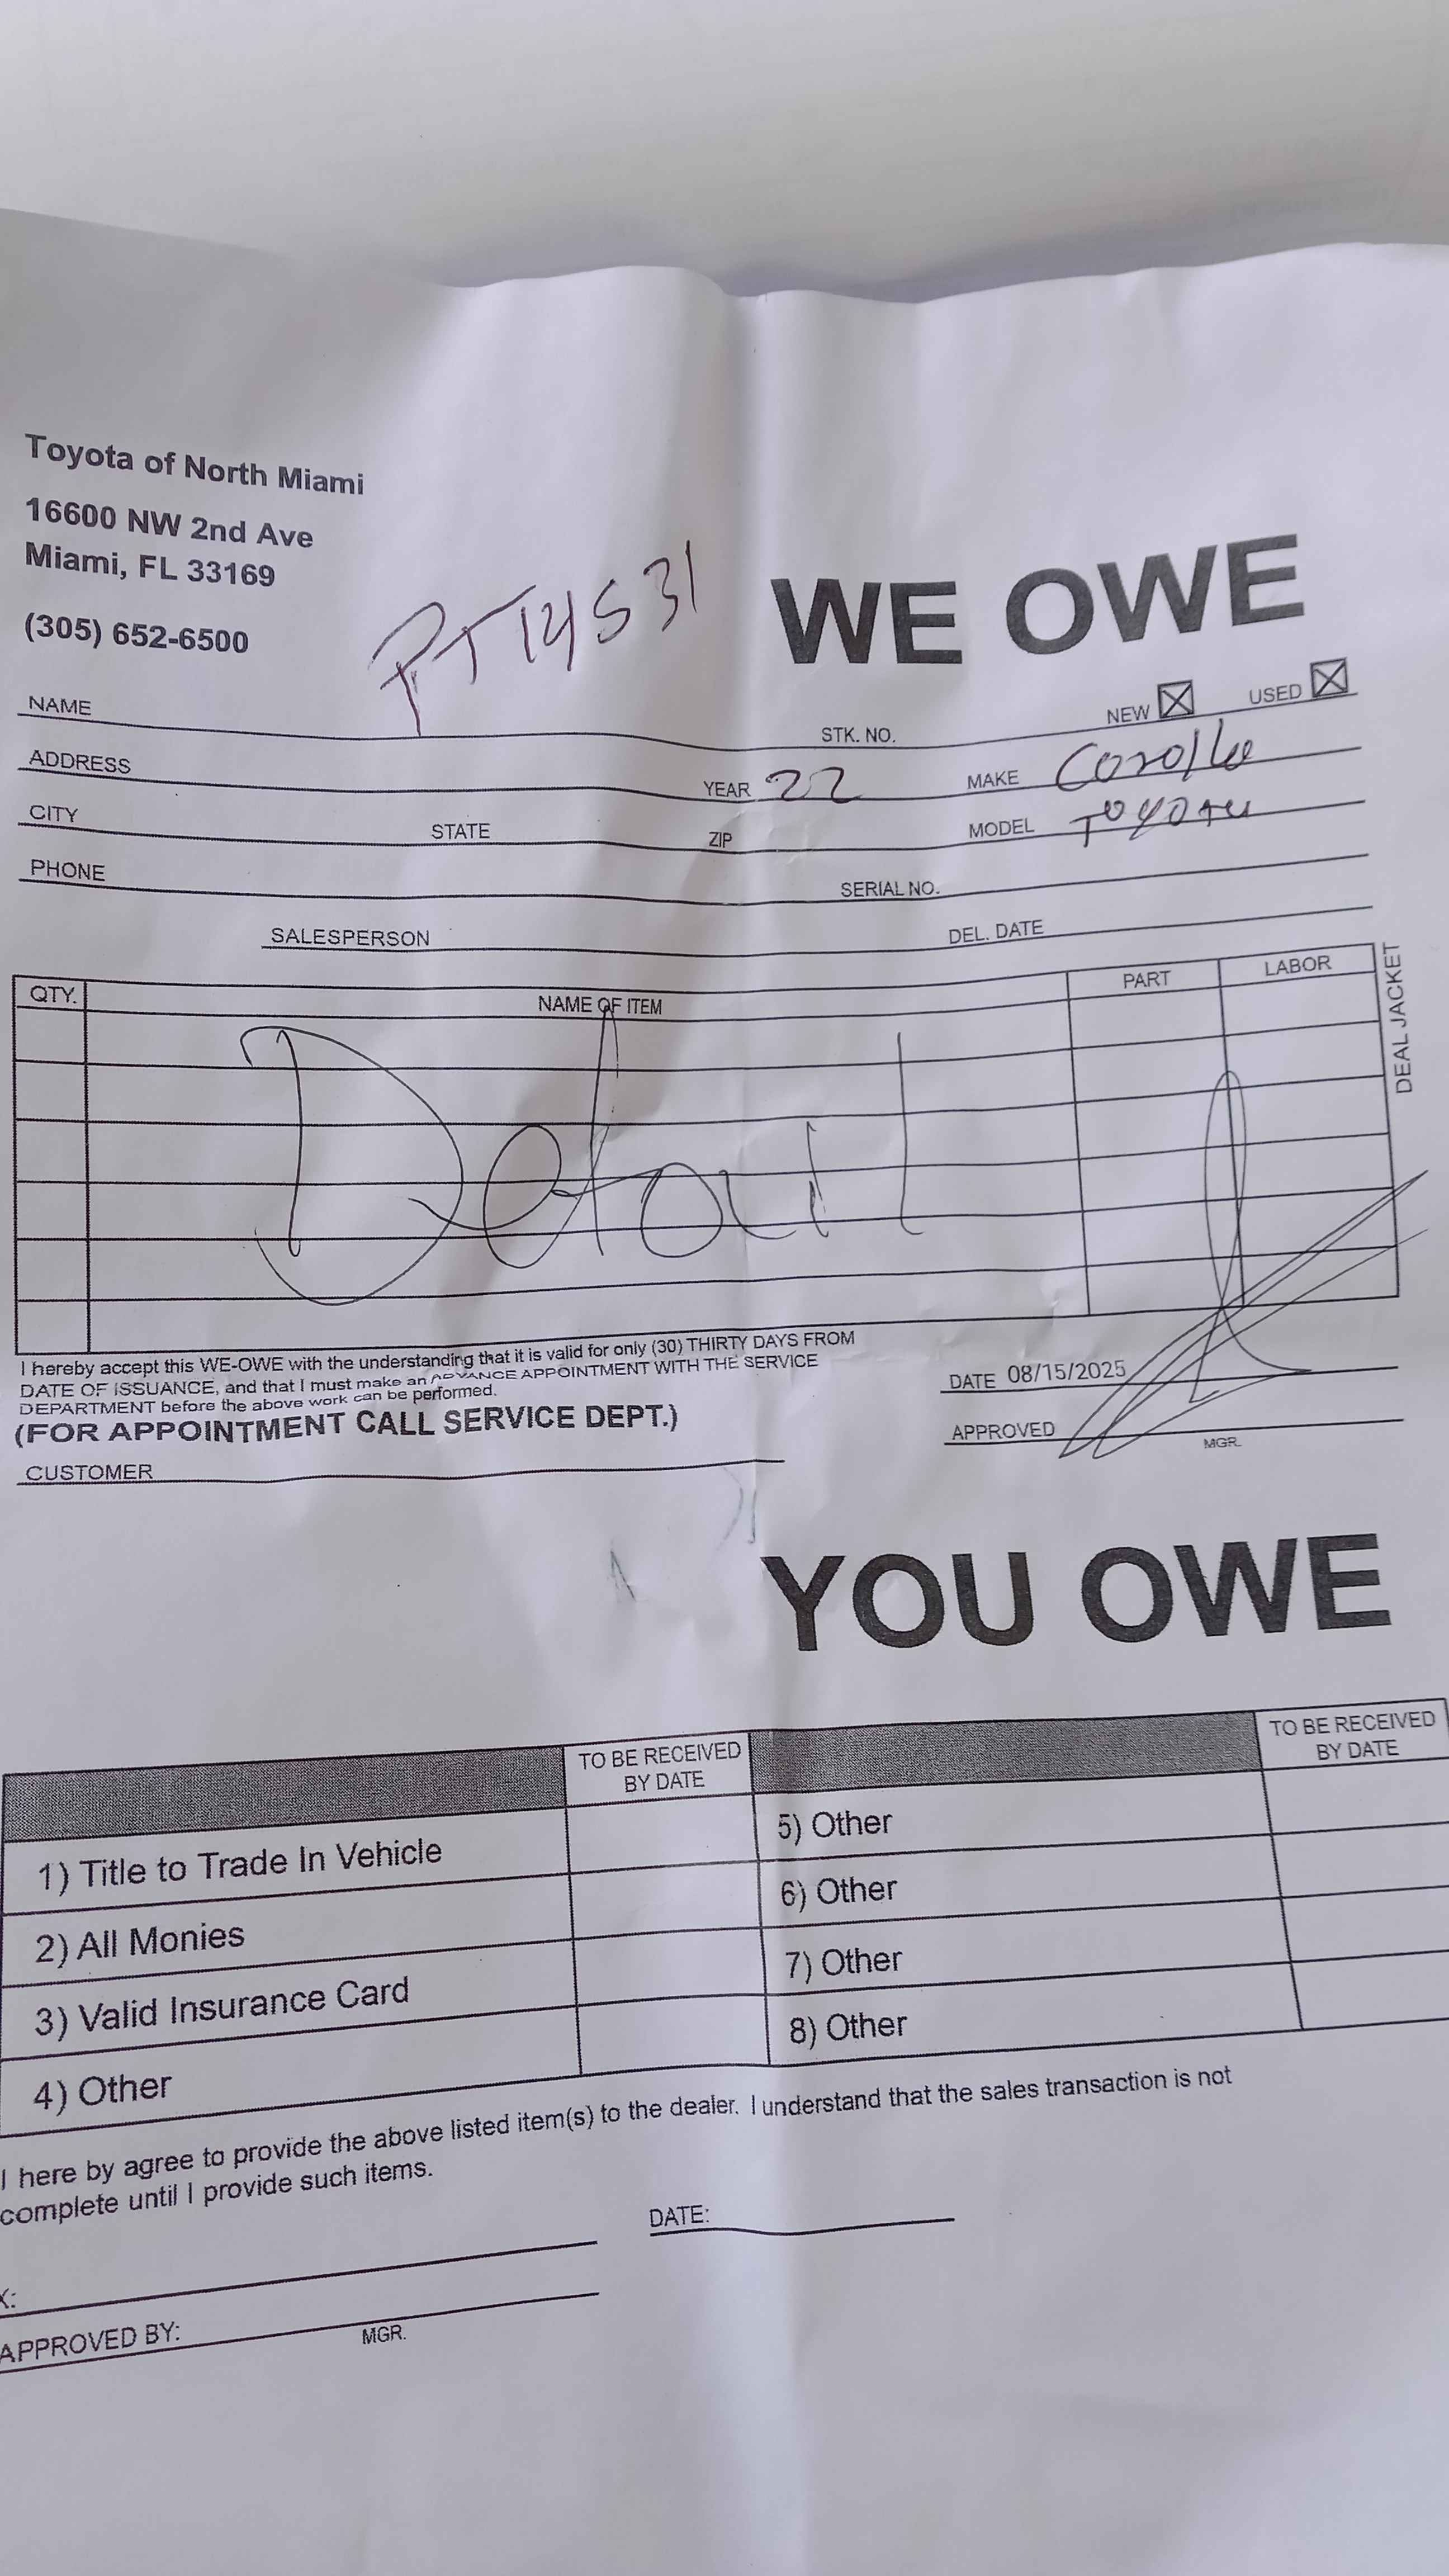 Toyota of North Miami
16600 NW 2nd Ave
Miami, FL 33169
(305) 652-6500
PT14531
WE OWE
NAME
STK. NO.
NEW ☒ USED ☒
ADDRESS
YEAR 22
MAKE Corolla
CITY
STATE
ZIP
MODEL Toyota
PHONE
SERIAL NO.
SALESPERSON
DEL. DATE
QTY.
NAME OF ITEM
PART
LABOR
DEAL JACKET
Detail
I hereby accept this WE-OWE with the understanding that it is valid for only (30) THIRTY DAYS FROM
DATE OF ISSUANCE, and that I must make an ADVANCE APPOINTMENT WITH THE SERVICE
DEPARTMENT before the above work can be performed.
(FOR APPOINTMENT CALL SERVICE DEPT.)
DATE 08/15/2025
APPROVED
MGR.
CUSTOMER
YOU OWE
TO BE RECEIVED
BY DATE
TO BE RECEIVED
BY DATE
1) Title to Trade In Vehicle
2) All Monies
3) Valid Insurance Card
4) Other
5) Other
6) Other
7) Other
8) Other
I here by agree to provide the above listed item(s) to the dealer. I understand that the sales transaction is not
complete until I provide such items.
X:
DATE:
APPROVED BY:
MGR.